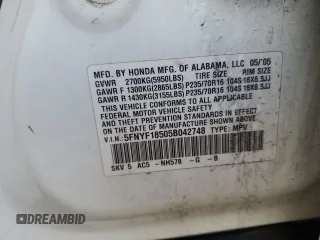 MFD. BY HONDA MFG. OF ALABAMA, LLC 05/'05
GVWR 2700KG(5950LBS) TIRE SIZE RIM SIZE
GAWR F 1300KG(2865LBS)P235/70R16 104S 16X6.5JJ
GAWR R 1430KG(3155LBS)P235/70R16 104S 16X6.5JJ
THIS VEHICLE CONFORMS TO ALL APPLICABLE FEDERAL MOTOR
VEHICLE SAFETY AND THEFT PREVENTION STANDARDS IN EFFECT
ON THE DATE OF MANUFACTURE SHOWN ABOVE.
V.I.N.: 5FNYF18505B042748 TYPE: MPV
SKV 5 AC5 -NH578 -G -B